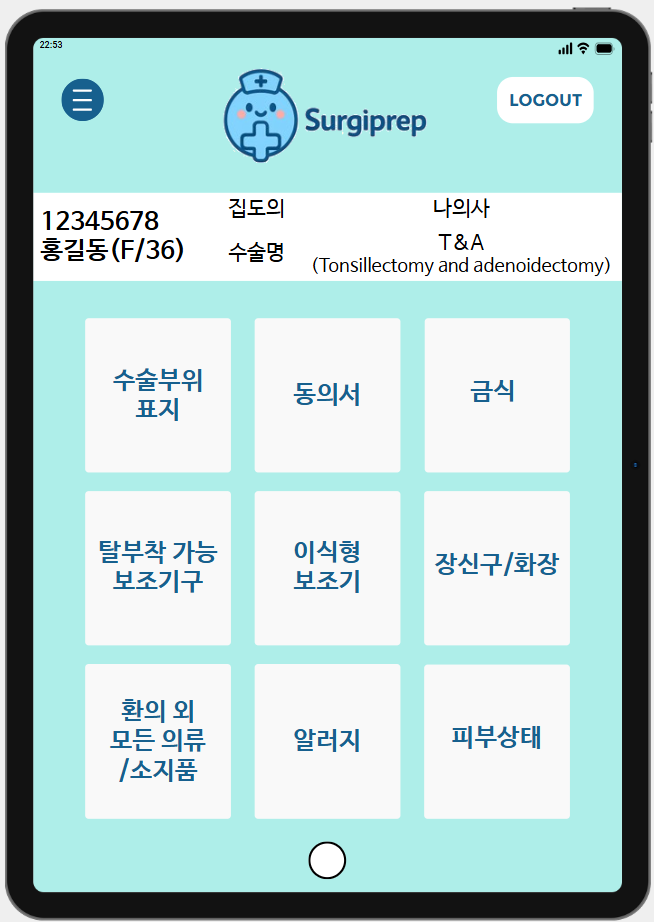 22:53
Surgiprep
LOGOUT
12345678
홍길동(F/36)
집도의
나의사
수술명
T&A
(Tonsillectomy and adenoidectomy)
수술부위
표지
동의서
금식
탈부착 가능
보조기구
이식형
보조기
장신구/화장
환의 외
모든 의류
/소지품
알러지
피부상태